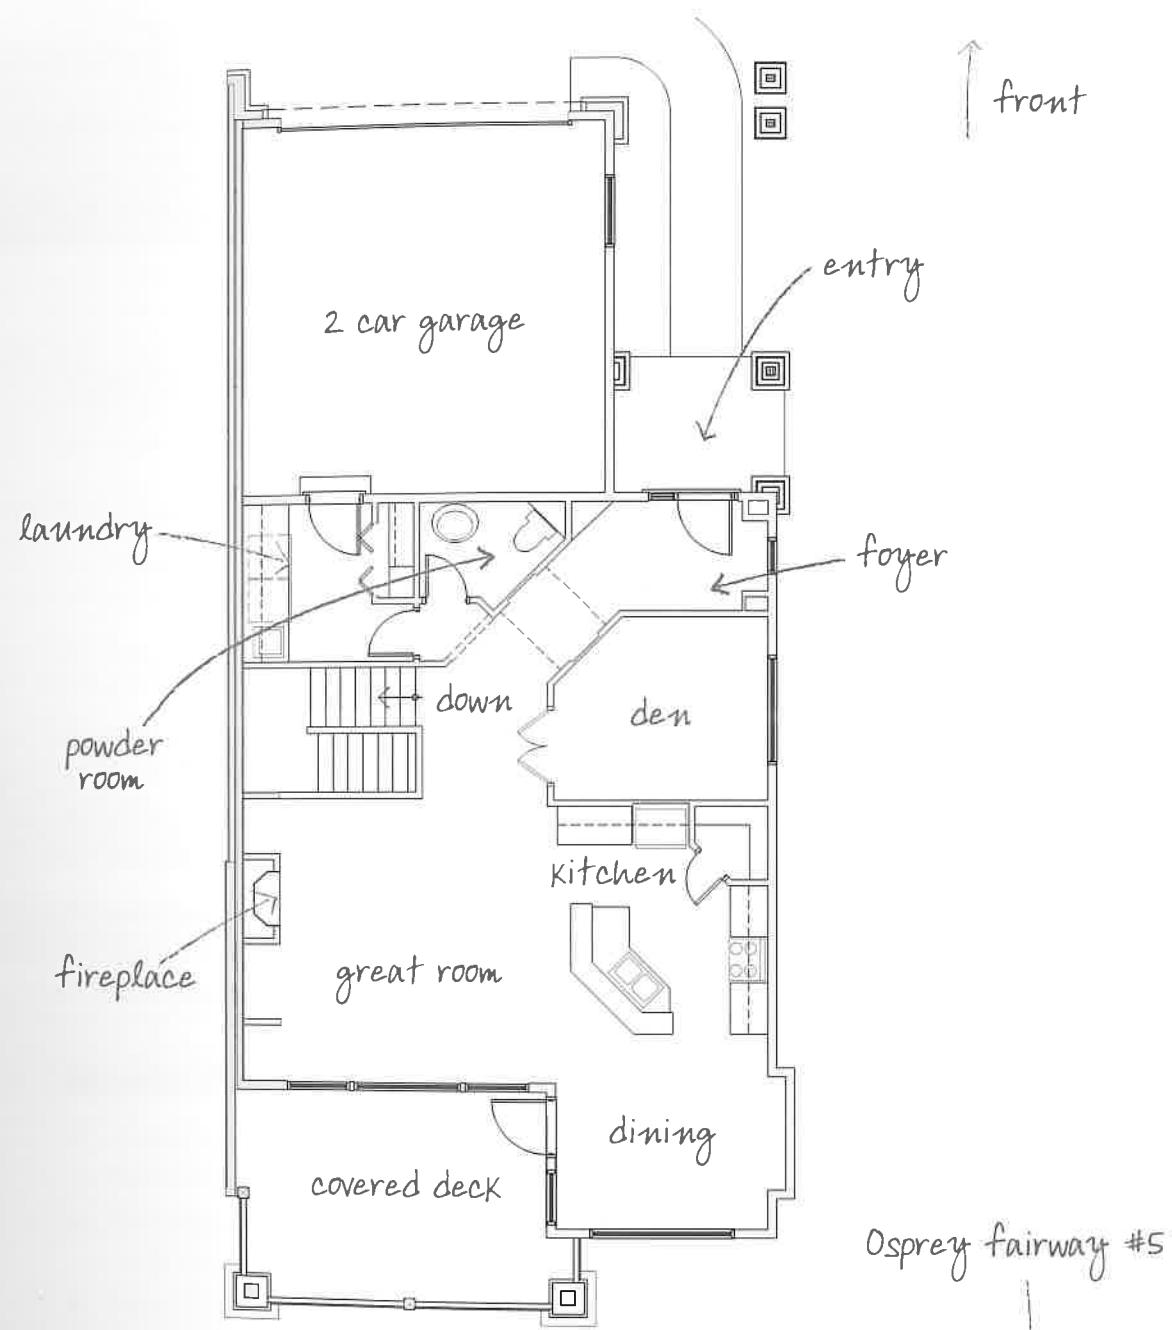 front
entry
2 car garage
laundry
foyer
down
den
powder
room
kitchen
fireplace
great room
dining
covered deck
Osprey fairway #5